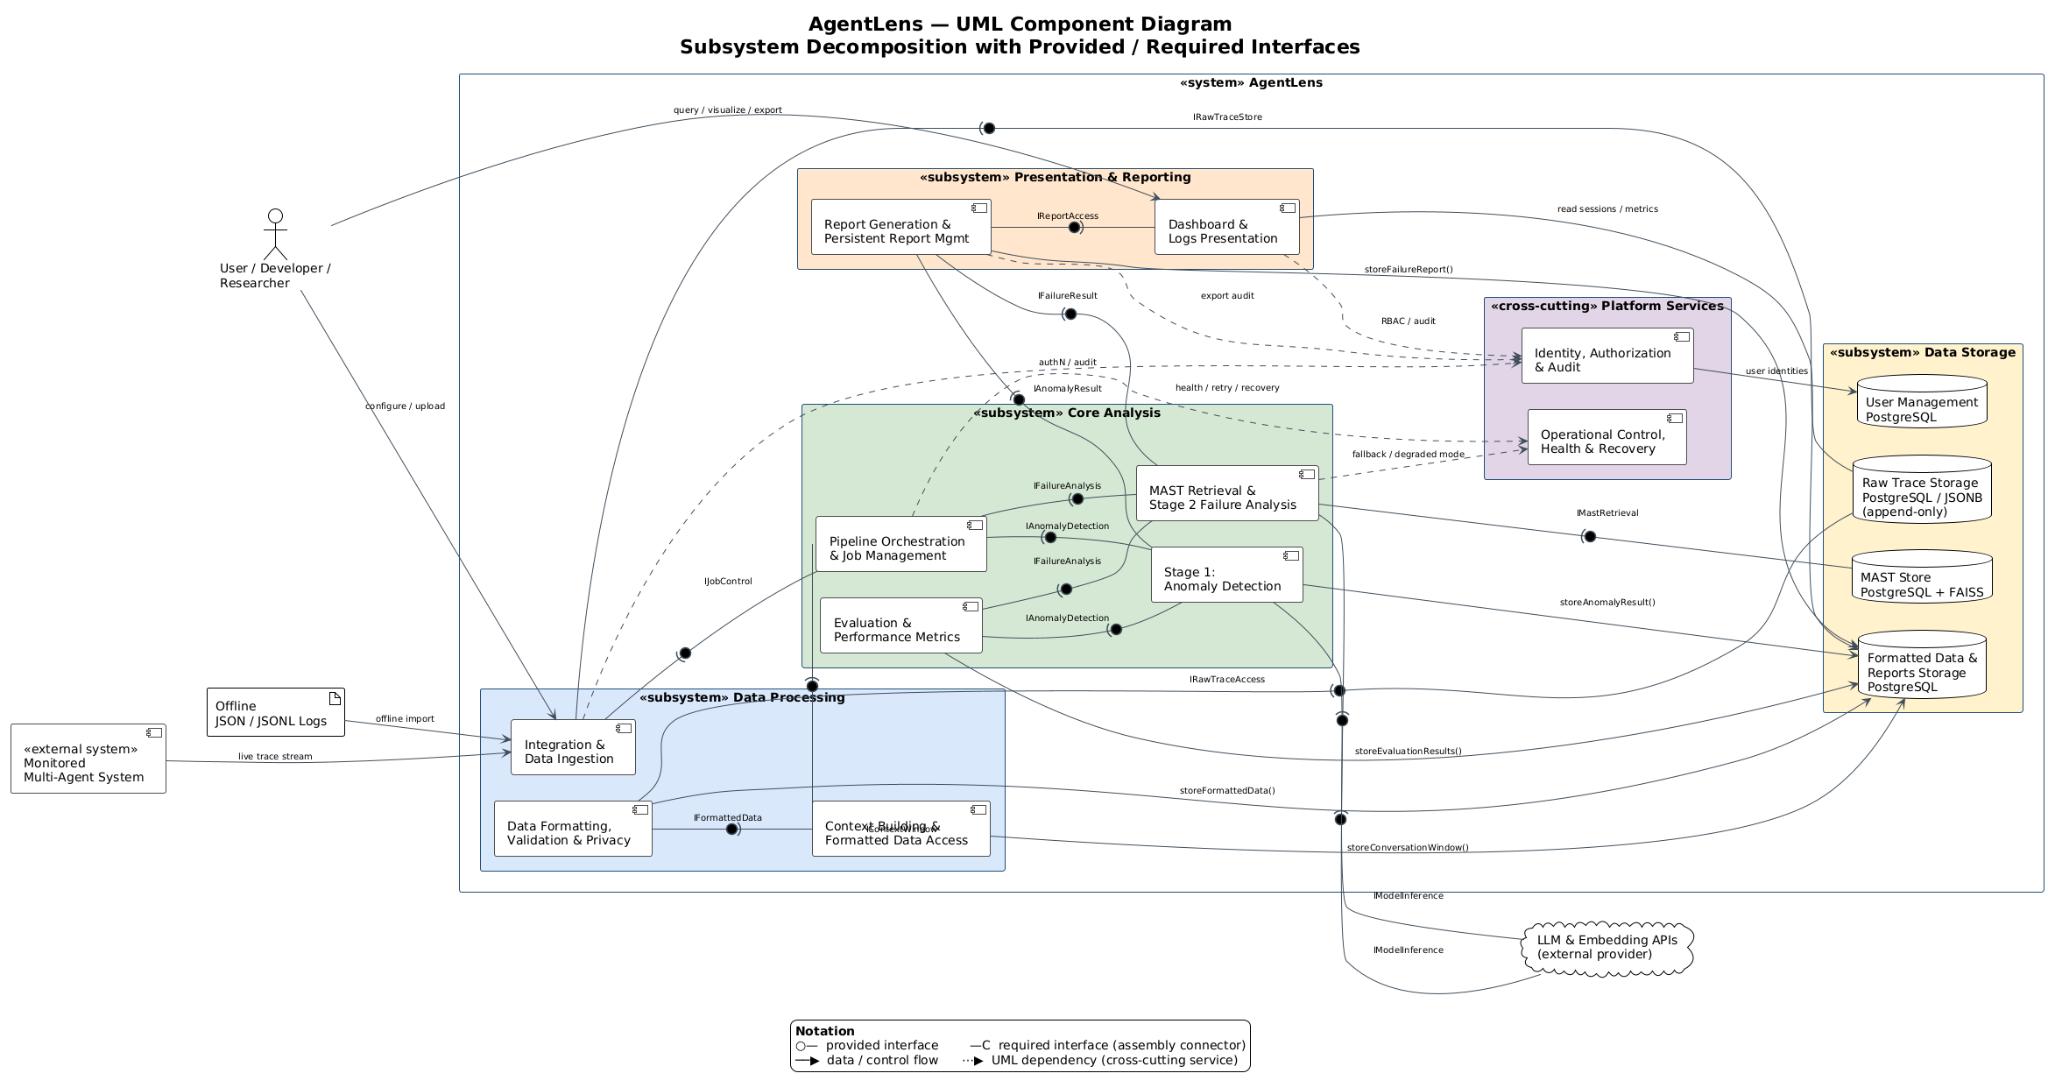 AgentLens — UML Component Diagram
Subsystem Decomposition with Provided / Required Interfaces
«system» AgentLens
query / visualize / export
IRawTraceStore
«subsystem» Presentation & Reporting
Report Generation &
Persistent Report Mgmt
IReportAccess
Dashboard &
Logs Presentation
read sessions / metrics
User / Developer /
Researcher
storeFailureReport()
IFailureResult
export audit
RBAC / audit
«cross-cutting» Platform Services
Identity, Authorization
& Audit
user identities
Operational Control,
Health & Recovery
«subsystem» Data Storage
User Management
PostgreSQL
Raw Trace Storage
PostgreSQL / JSONB
(append-only)
MAST Store
PostgreSQL + FAISS
Formatted Data &
Reports Storage
PostgreSQL
authN / audit
IAnomalyResult
health / retry / recovery
configure / upload
«subsystem» Core Analysis
fallback / degraded mode
IFailureAnalysis
MAST Retrieval &
Stage 2 Failure Analysis
IMastRetrieval
Pipeline Orchestration
& Job Management
IAnomalyDetection
IFailureAnalysis
Stage 1:
Anomaly Detection
IJobControl
Evaluation &
Performance Metrics
IAnomalyDetection
storeAnomalyResult()
IRawTraceAccess
«subsystem» Data Processing
Offline
JSON / JSONL Logs
offline import
«external system»
Monitored
Multi-Agent System
live trace stream
Integration &
Data Ingestion
storeEvaluationResults()
storeFormattedData()
Data Formatting,
Validation & Privacy
IFormattedData
Context Building &
Formatted Data Access
IContextWindow
storeConversationWindow()
IModelInference
IModelInference
LLM & Embedding APIs
(external provider)
Notation
○— provided interface —C required interface (assembly connector)
──▶ data / control flow ···▶ UML dependency (cross-cutting service)